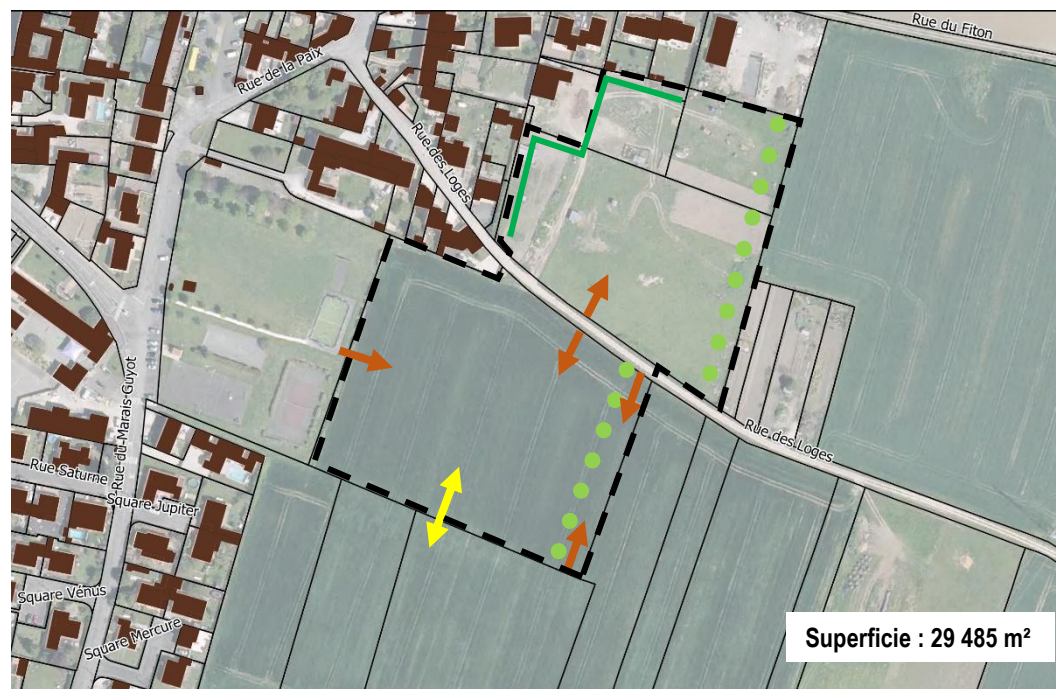 Rue du Fiton
Rue de la Paix
Rue des Loges
Rue du Marais Guyot
Rue des Loges
Rue Saturne
Square Jupiter
Square Vénus
Square Mercure
Superficie : 29 485 m²